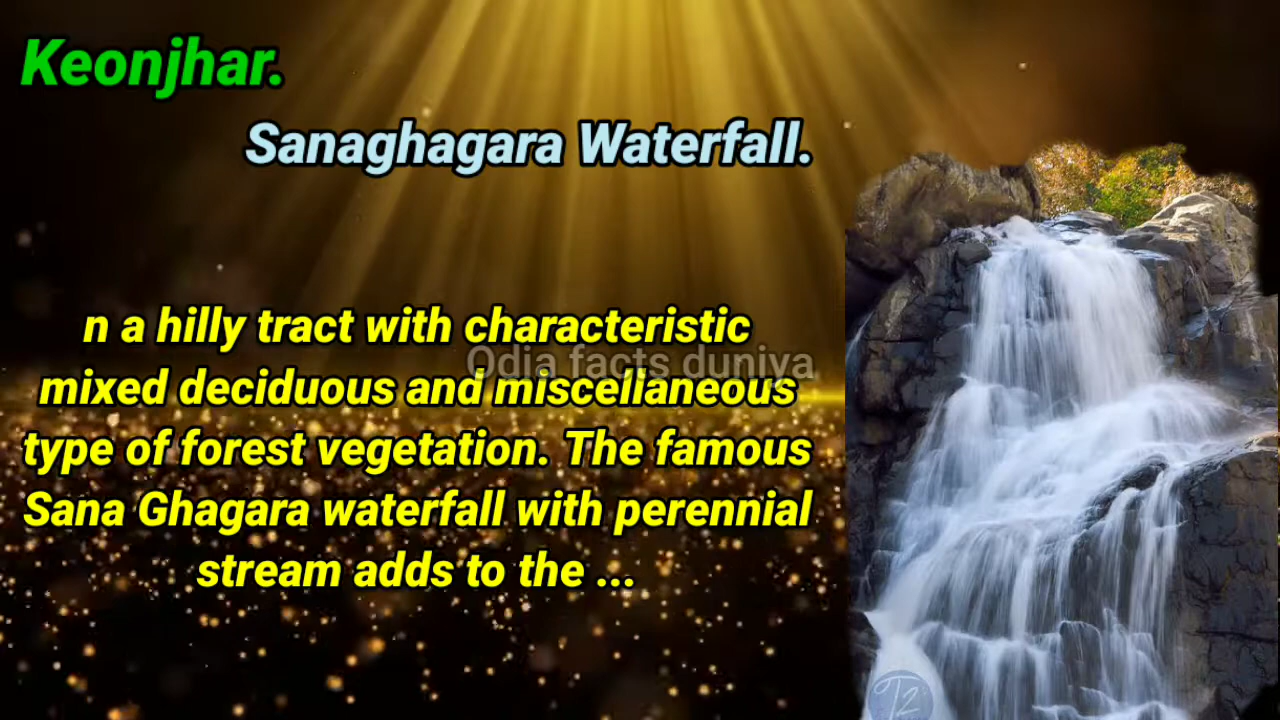 Keonjhar.
Sanaghagara Waterfall.
n a hilly tract with characteristic
Odia facts duniya
mixed deciduous and miscellaneous
type of forest vegetation. The famous
Sana Ghagara waterfall with perennial
stream adds to the ...
T2